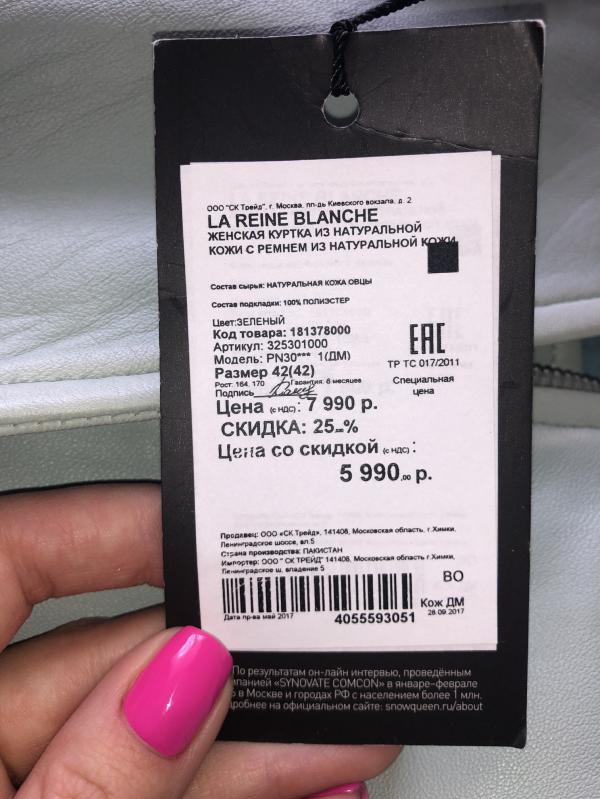 ООО "СК Трейд", г. Москва, пл-дь Киевского вокзала, д. 2
LA REINE BLANCHE
ЖЕНСКАЯ КУРТКА ИЗ НАТУРАЛЬНОЙ
КОЖИ С РЕМНЕМ ИЗ НАТУРАЛЬНОЙ КОЖИ
Состав сырья: НАТУРАЛЬНАЯ КОЖА ОВЦЫ
Состав подкладки: 100% ПОЛИЭСТЕР
Цвет:ЗЕЛЕНЫЙ
Код товара: 181378000
Артикул: 325301000
Модель: PN30*** 1(ДМ)
Размер 42(42)
Рост: 164, 170 Гарантия: 6 месяцев
Подпись
EAC
ТР ТС 017/2011
Специальная
цена
Цена (с НДС): 7 990 р.
СКИДКА: 25 %
Цена со скидкой (с НДС) :
5 990,00 р.
Продавец: ООО «СК Трейд», 141406, Московская область, г.Химки,
Ленинградское шоссе, вл.5
Страна производства: ПАКИСТАН
Импортер: ООО " СК ТРЕЙД" 141406, Московская область, г.Химки,
Ленинградское ш. владение 5
ВО
Кож ДМ
28.09.2017
Дата пр-ва май 2017
4055593051
По результатам он-лайн интервью, проведённым
мпанией «SYNOVATE COMCON» в январе–феврале
в Москве и городах РФ с населением более 1 млн.
дробнее на официальном сайте: snowqueen.ru/about